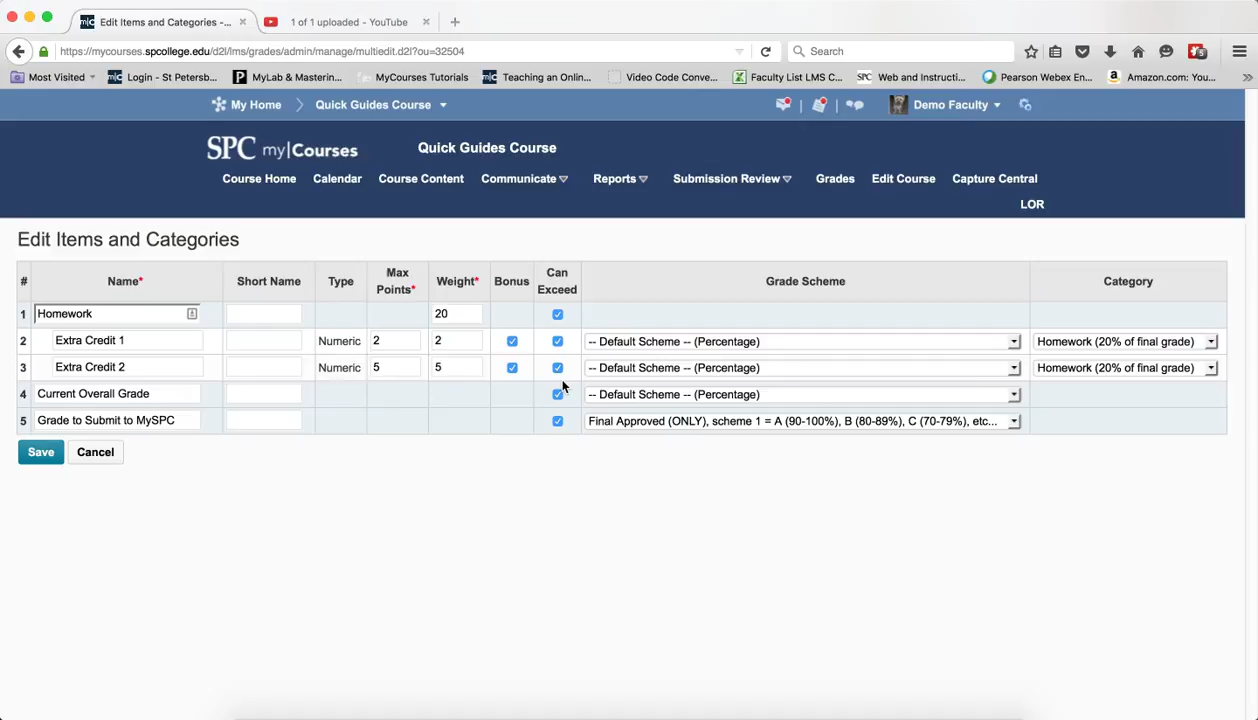 Edit Items and Categories -...
1 of 1 uploaded - YouTube
https://mycourses.spcollege.edu/d2l/lms/grades/admin/manage/multiedit.d2l?ou=32504
Search
5
Most Visited
Login - St Petersb...
MyLab & Masterin...
MyCourses Tutorials
Teaching an Onlin...
Video Code Conve...
Faculty List LMS C...
Web and Instructi...
Pearson Webex En...
Amazon.com: You...
My Home
Quick Guides Course
Demo Faculty
SPC my|Courses
Quick Guides Course
Course Home
Calendar
Course Content
Communicate
Reports
Submission Review
Grades
Edit Course
Capture Central
LOR
Edit Items and Categories
# Name* Short Name Type Max Points* Weight* Bonus Can Exceed Grade Scheme Category
1 Homework 20
2 Extra Credit 1 Numeric 2 2 -- Default Scheme -- (Percentage) Homework (20% of final grade)
3 Extra Credit 2 Numeric 5 5 -- Default Scheme -- (Percentage) Homework (20% of final grade)
4 Current Overall Grade -- Default Scheme -- (Percentage)
5 Grade to Submit to MySPC Final Approved (ONLY), scheme 1 = A (90-100%), B (80-89%), C (70-79%), etc...
Save Cancel